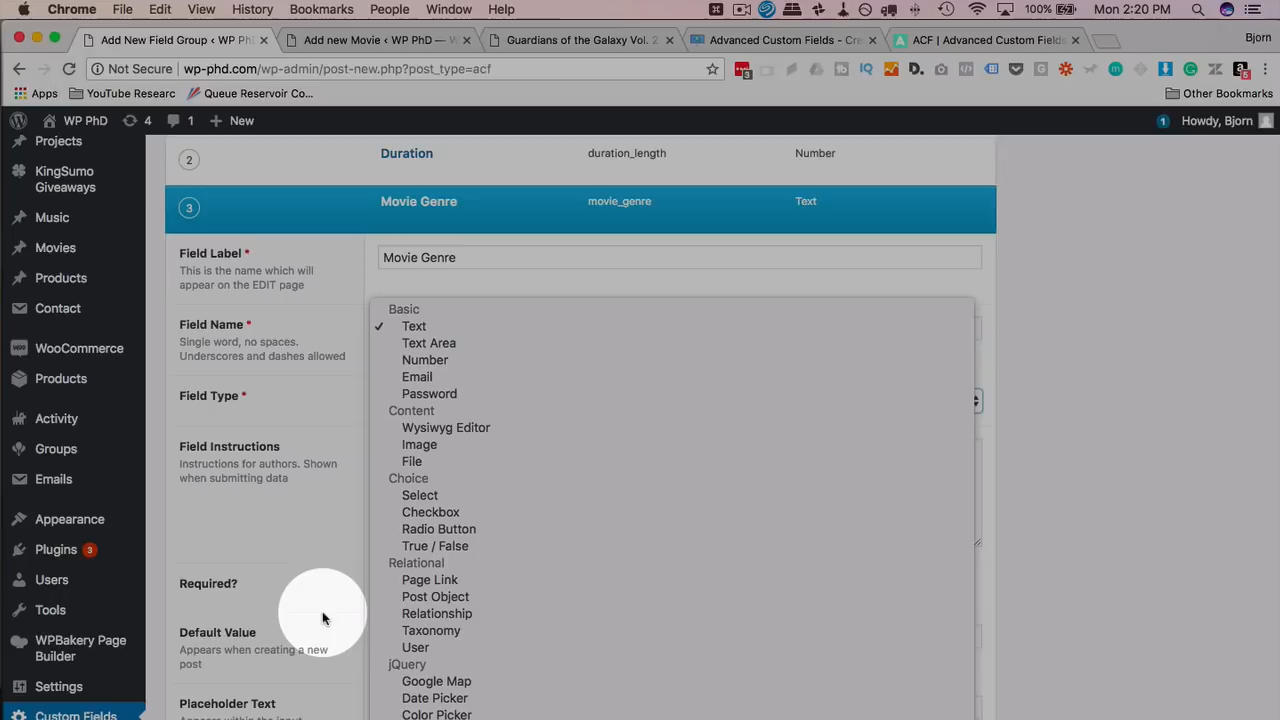 Chrome File Edit View History Bookmarks People Window Help 100% Mon 2:20 PM
Add New Field Group ‹ WP PhD Add new Movie ‹ WP PhD — Guardians of the Galaxy Vol. 2 Advanced Custom Fields - Cre ACF | Advanced Custom Fields Bjorn
Not Secure wp-phd.com/wp-admin/post-new.php?post_type=acf
Apps YouTube Researc Queue Reservoir Co... Other Bookmarks
WP PhD 4 1 New 1 Howdy, Bjorn
Projects
KingSumo
Giveaways
Music
Movies
Products
Contact
WooCommerce
Products
Activity
Groups
Emails
Appearance
Plugins 3
Users
Tools
WPBakery Page
Builder
Settings
Custom Fields
2 Duration duration_length Number
3 Movie Genre movie_genre Text
Field Label *
This is the name which will
appear on the EDIT page
Movie Genre
Field Name *
Single word, no spaces.
Underscores and dashes allowed
Field Type *
Field Instructions
Instructions for authors. Shown
when submitting data
Required?
Default Value
Appears when creating a new
post
Placeholder Text
Appears within the input
Basic
✓ Text
Text Area
Number
Email
Password
Content
Wysiwyg Editor
Image
File
Choice
Select
Checkbox
Radio Button
True / False
Relational
Page Link
Post Object
Relationship
Taxonomy
User
jQuery
Google Map
Date Picker
Color Picker